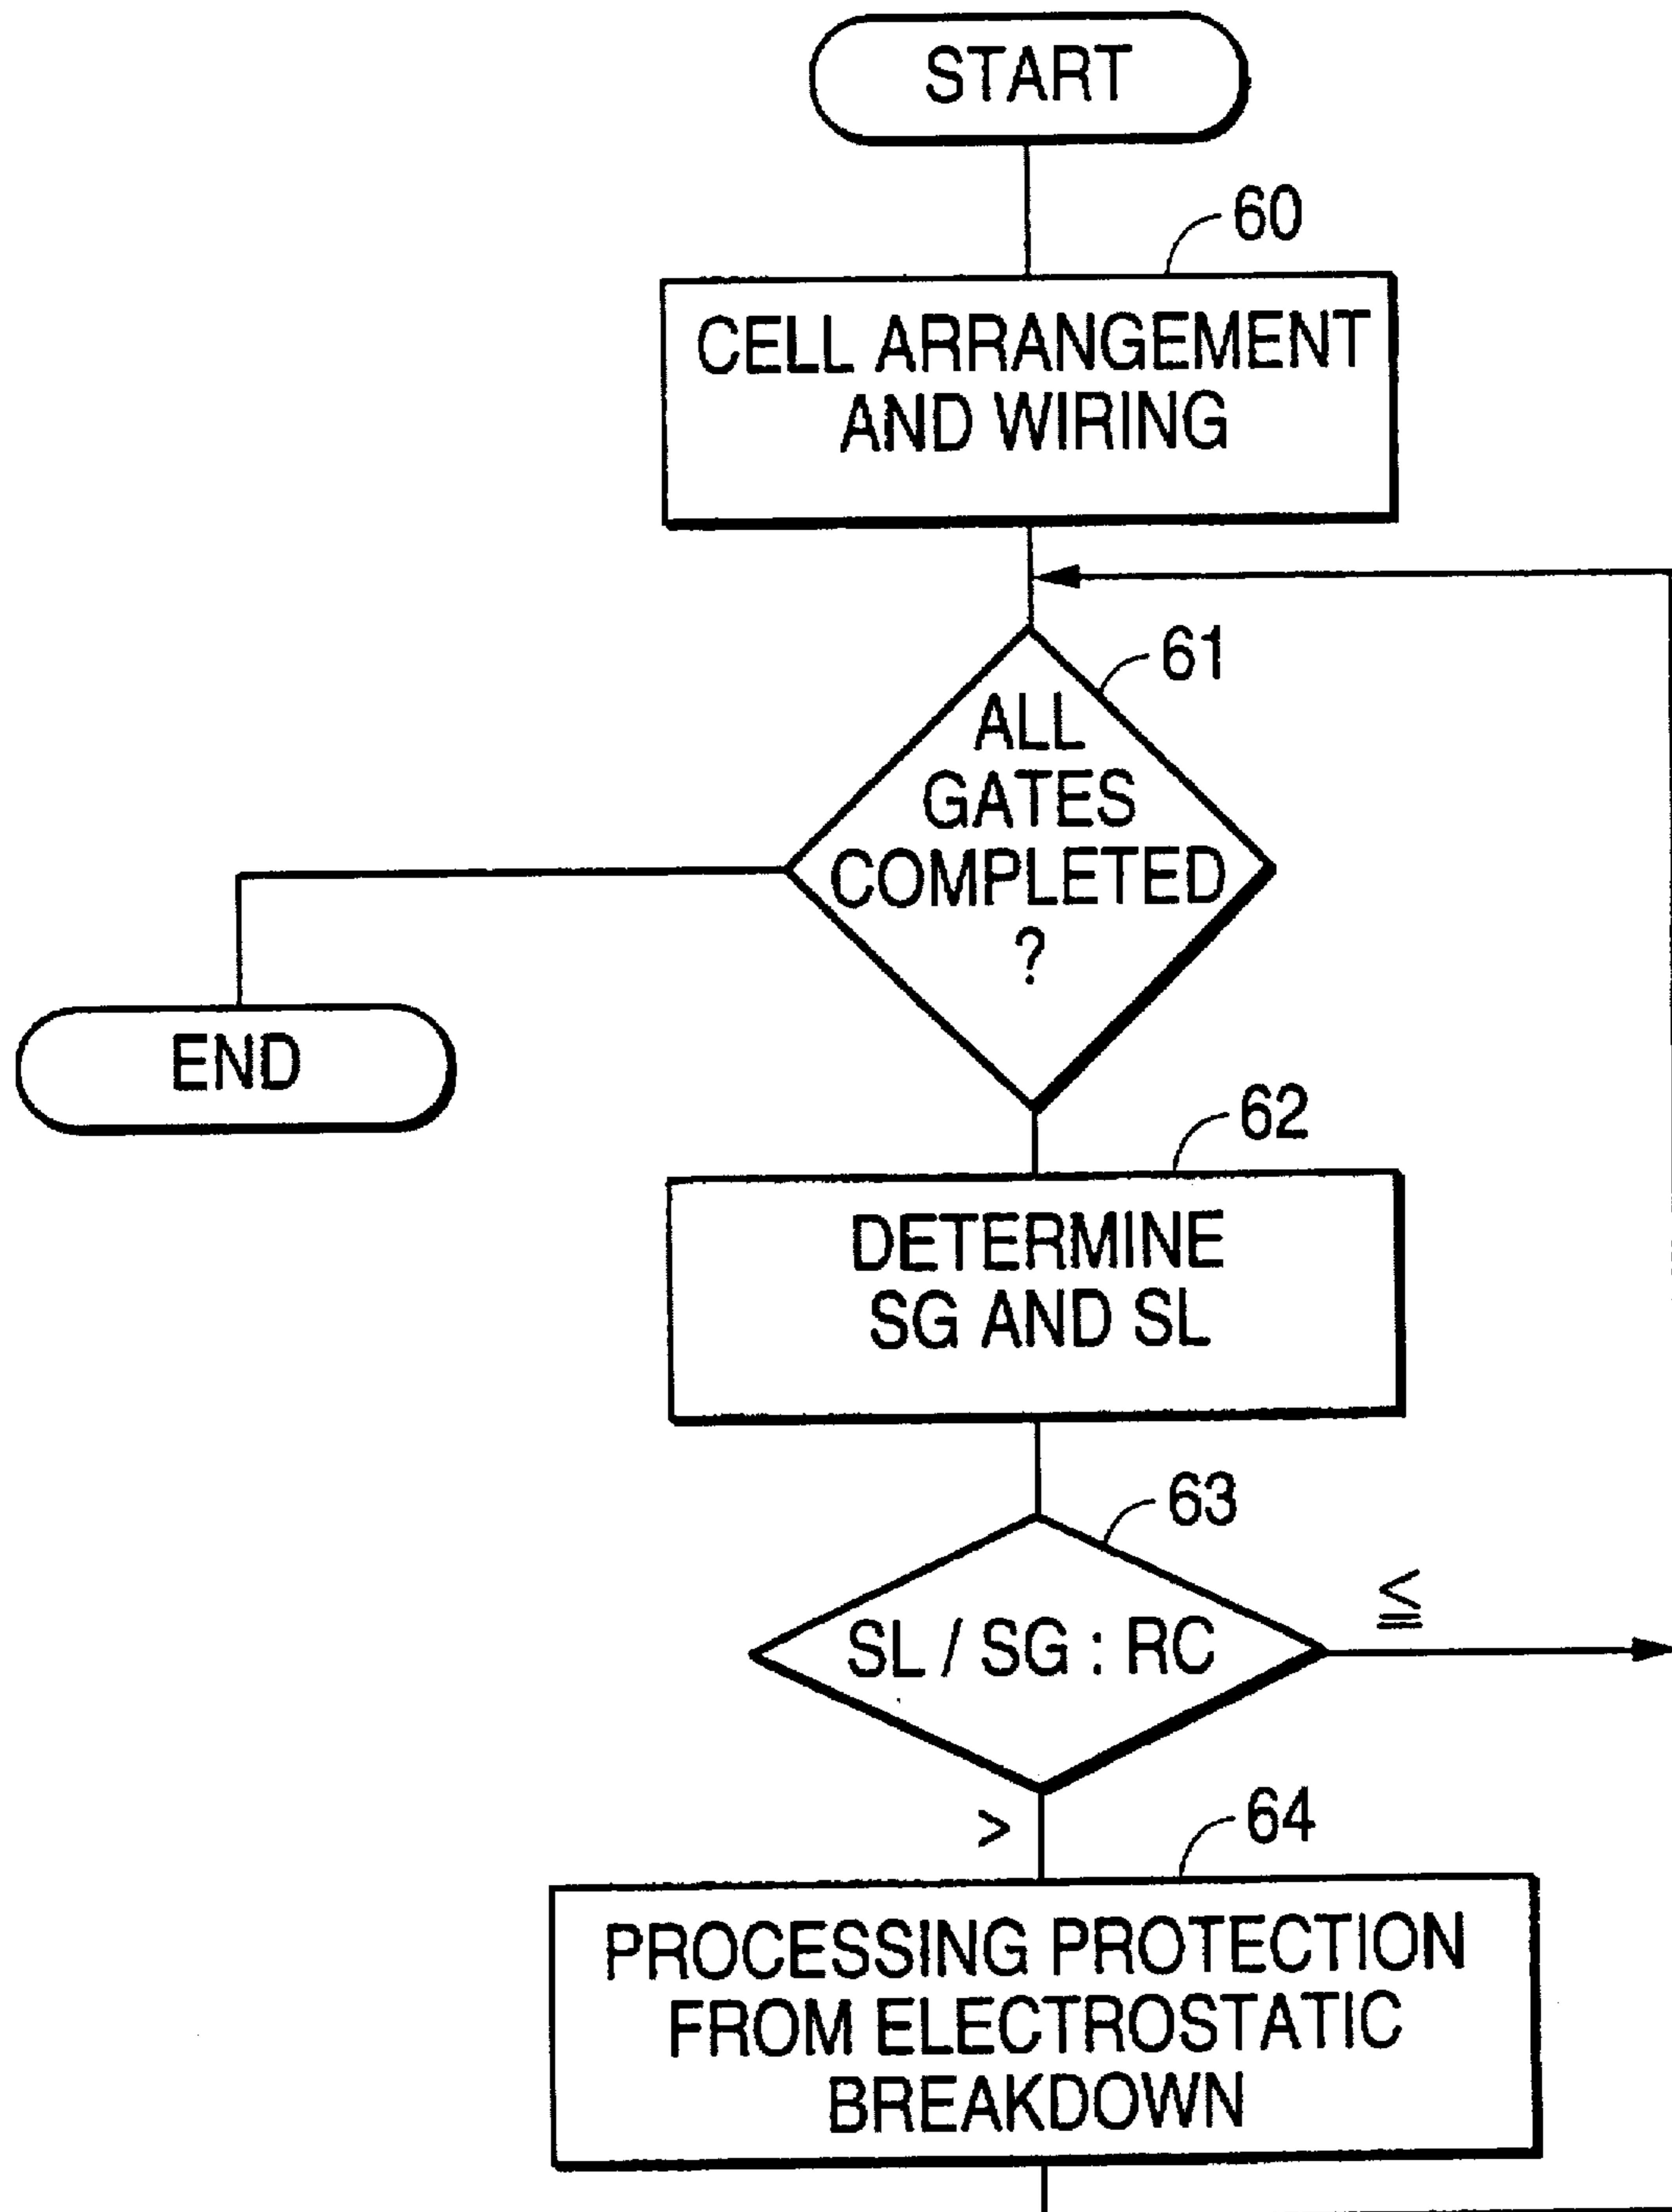 START
60
CELL ARRANGEMENT
AND WIRING
61
ALL
GATES
COMPLETED
?
END
62
DETERMINE
SG AND SL
63
SL / SG : RC
≦
>
64
PROCESSING PROTECTION
FROM ELECTROSTATIC
BREAKDOWN